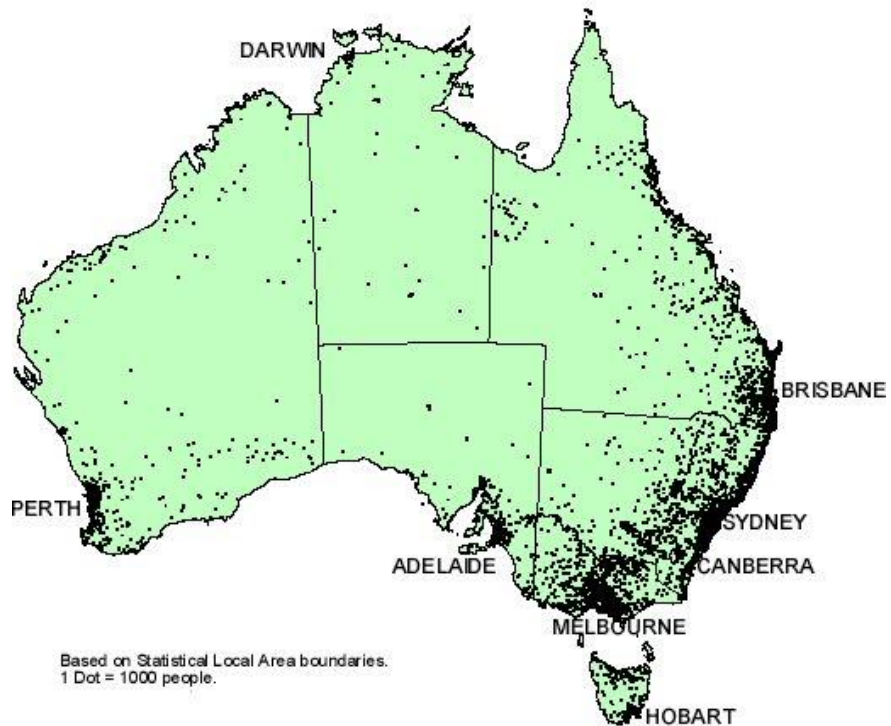 DARWIN
BRISBANE
PERTH
SYDNEY
ADELAIDE
CANBERRA
MELBOURNE
Based on Statistical Local Area boundaries.
1 Dot = 1000 people.
HOBART